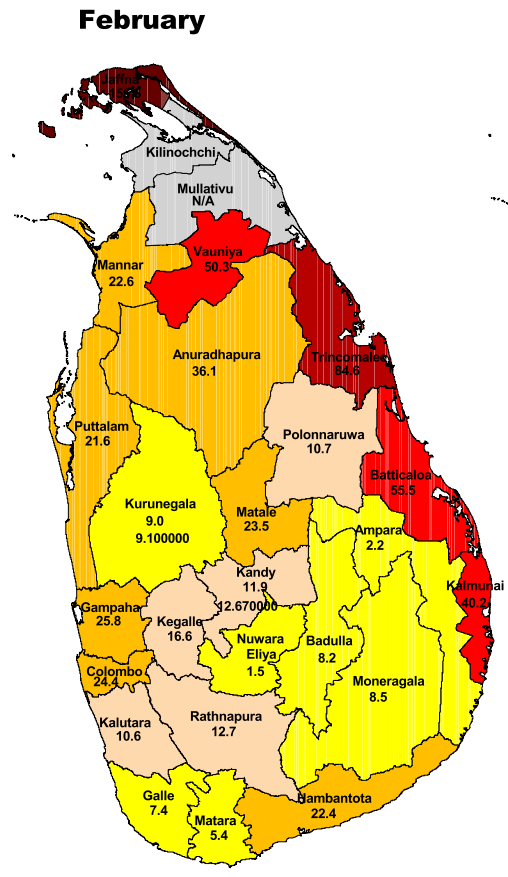 February
Jaffna
Kilinochchi
Mullativu
N/A
Vauniya
50.3
Mannar
22.6
Anuradhapura
36.1
Trincomalee
84.6
Puttalam
21.6
Polonnaruwa
10.7
Batticaloa
55.5
Kurunegala
9.0
9.100000
Matale
23.5
Ampara
2.2
Kandy
11.9
12.670000
Kalmunai
40.2
Gampaha
25.8
Kegalle
16.6
Nuwara
Eliya
1.5
Badulla
8.2
Colombo
24.4
Moneragala
8.5
Kalutara
10.6
Rathnapura
12.7
Galle
7.4
Matara
5.4
Hambantota
22.4